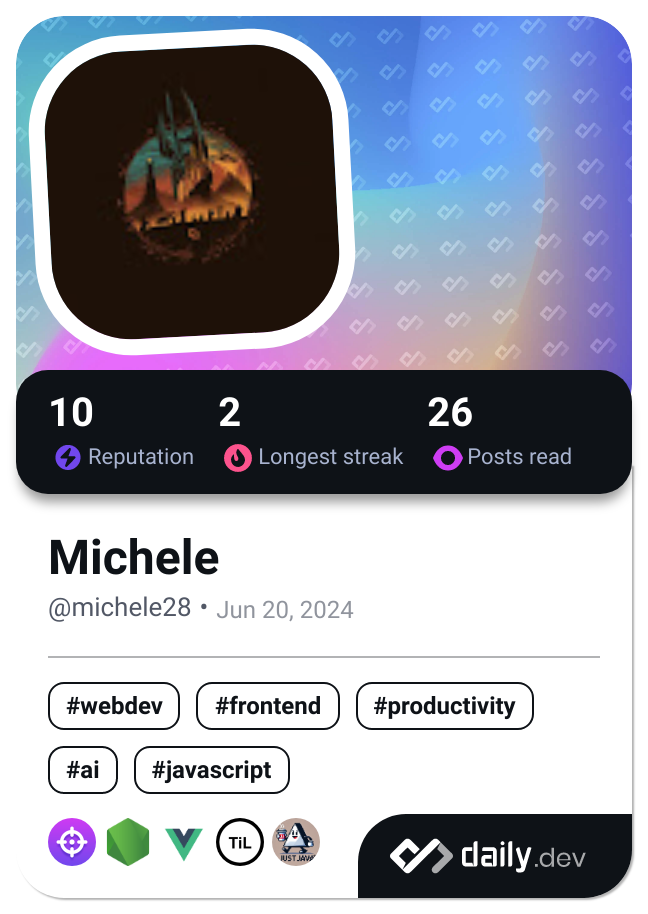 10 2 26
Reputation Longest streak Posts read
Michele
@michele28 • Jun 20, 2024
#webdev #frontend #productivity
#ai #javascript
TiL JUST JAVA
daily.dev